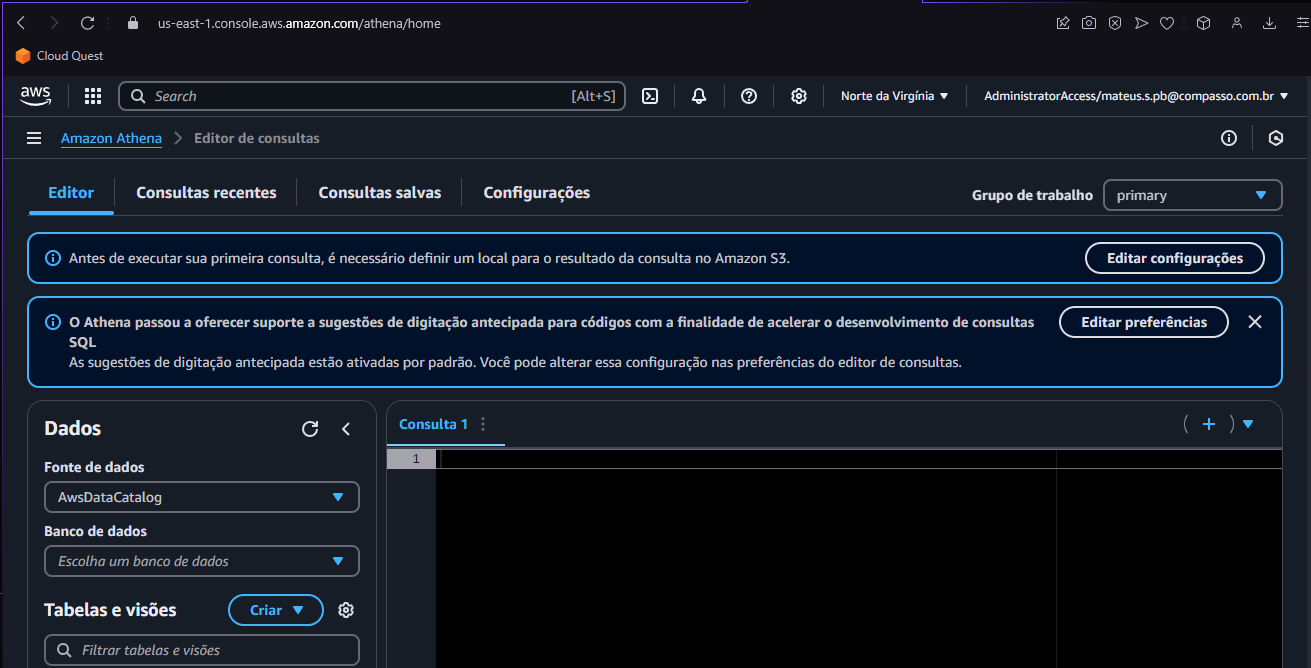 us-east-1.console.aws.amazon.com/athena/home
Cloud Quest
aws
Search
[Alt+S]
Norte da Virgínia
AdministratorAccess/mateus.s.pb@compasso.com.br
Amazon Athena
Editor de consultas
Editor
Consultas recentes
Consultas salvas
Configurações
Grupo de trabalho
primary
Antes de executar sua primeira consulta, é necessário definir um local para o resultado da consulta no Amazon S3.
Editar configurações
O Athena passou a oferecer suporte a sugestões de digitação antecipada para códigos com a finalidade de acelerar o desenvolvimento de consultas
SQL
As sugestões de digitação antecipada estão ativadas por padrão. Você pode alterar essa configuração nas preferências do editor de consultas.
Editar preferências
Dados
Fonte de dados
AwsDataCatalog
Banco de dados
Escolha um banco de dados
Tabelas e visões
Criar
Filtrar tabelas e visões
Consulta 1
1